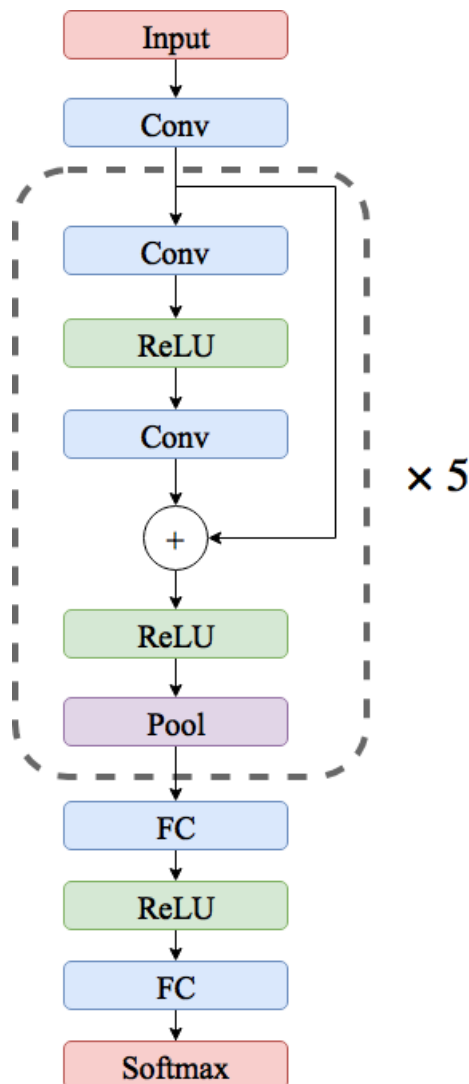 Input
Conv
Conv
ReLU
Conv
× 5
+
ReLU
Pool
FC
ReLU
FC
Softmax